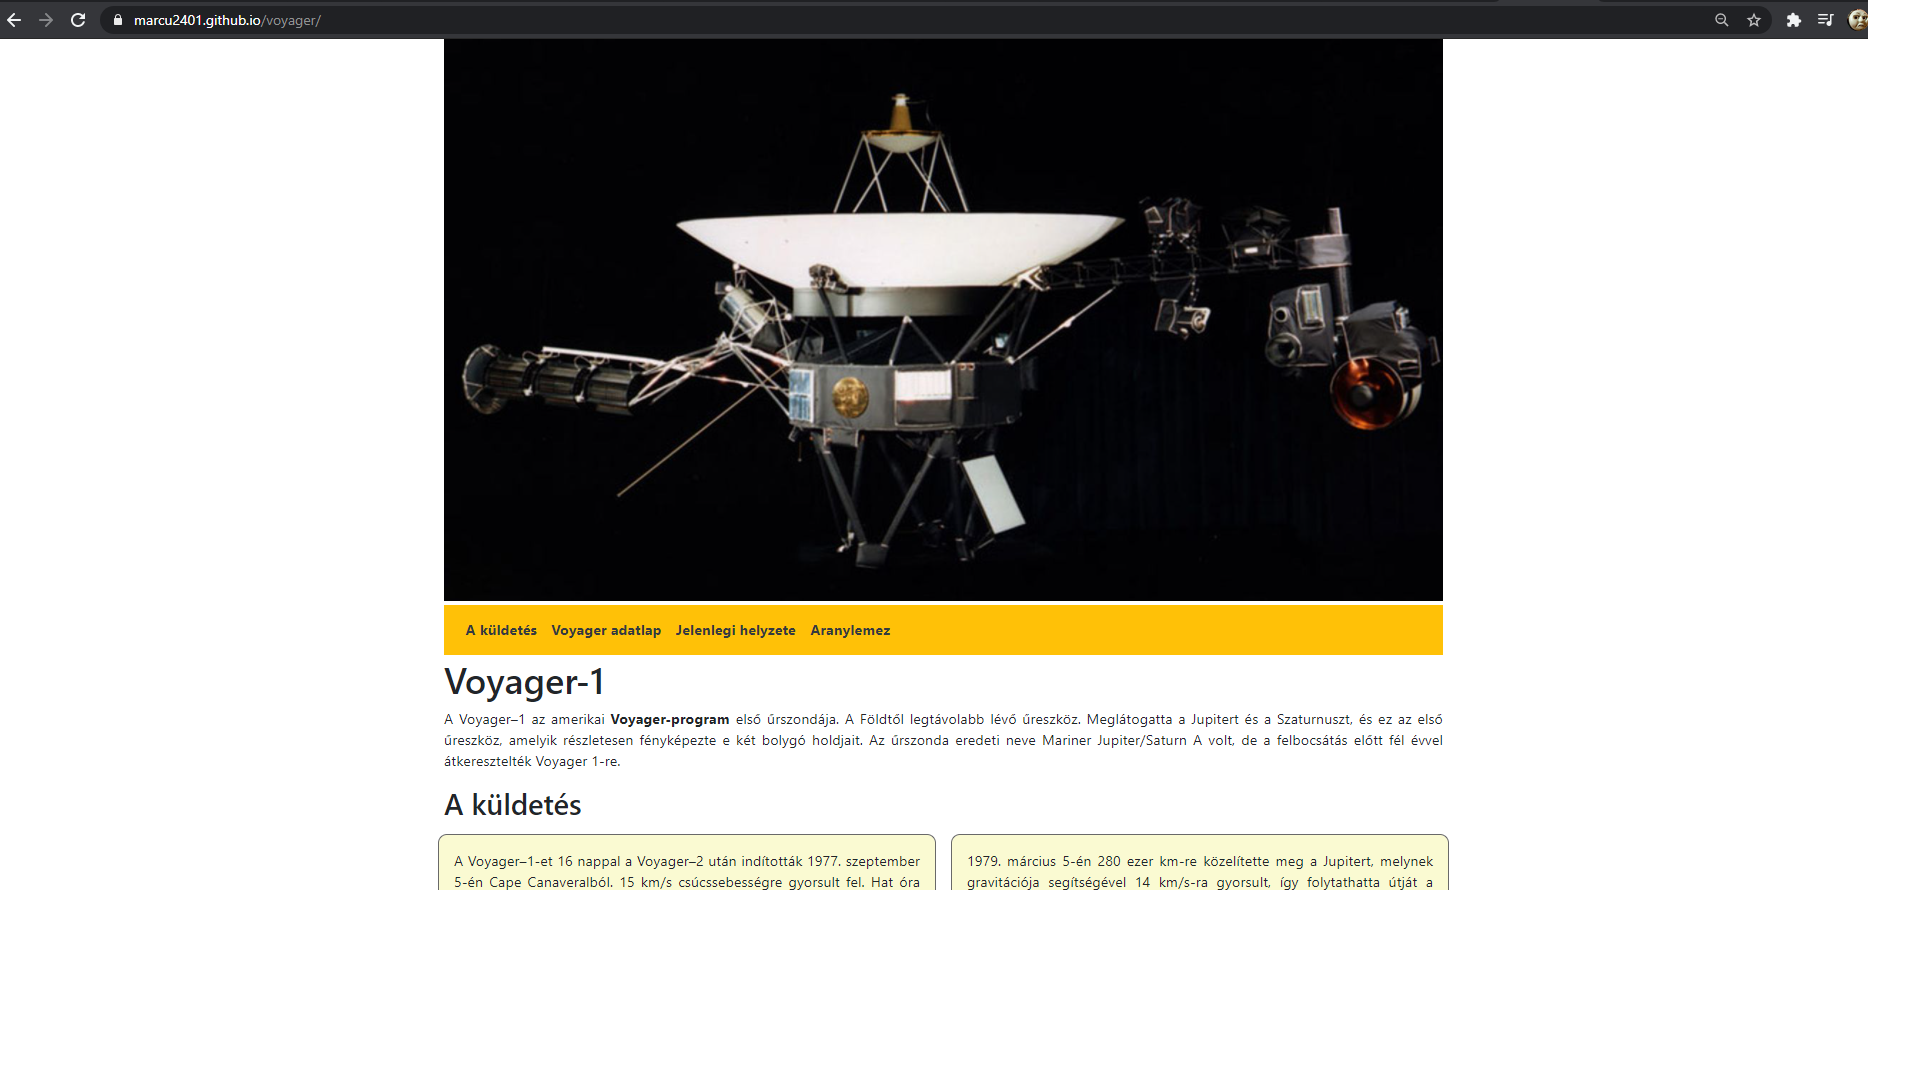 marcu2401.github.io/voyager/
A küldetés Voyager adatlap Jelenlegi helyzete Aranylemez
Voyager-1
A Voyager–1 az amerikai Voyager-program első űrszondája. A Földtől legtávolabb lévő űreszköz. Meglátogatta a Jupitert és a Szaturnuszt, és ez az első
űreszköz, amelyik részletesen fényképezte e két bolygó holdjait. Az űrszonda eredeti neve Mariner Jupiter/Saturn A volt, de a felbocsátás előtt fél évvel
átkeresztelték Voyager 1-re.
A küldetés
A Voyager–1-et 16 nappal a Voyager–2 után indították 1977. szeptember
5-én Cape Canaveralból. 15 km/s csúcssebességre gyorsult fel. Hat óra
1979. március 5-én 280 ezer km-re közelítette meg a Jupitert, melynek
gravitációja segítségével 14 km/s-ra gyorsult, így folytathatta útját a